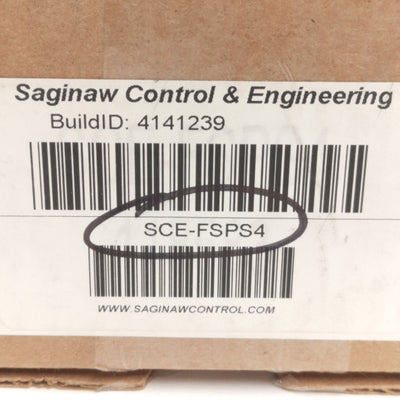 Saginaw Control & Engineering
BuildID: 4141239
SCE-FSPS4
WWW.SAGINAWCONTROL.COM